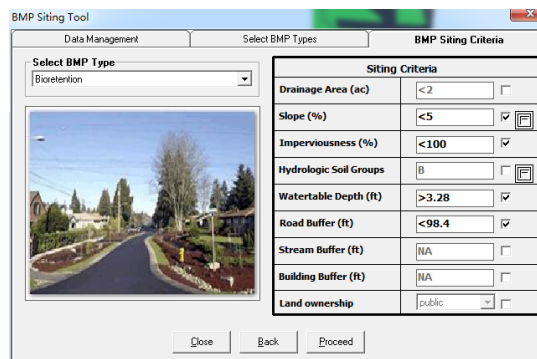 BMP Siting Tool
Data Management
Select BMP Types
BMP Siting Criteria
Select BMP Type
Bioretention
Siting Criteria
Drainage Area (ac) <2
Slope (%) <5
Imperviousness (%) <100
Hydrologic Soil Groups B
Watertable Depth (ft) >3.28
Road Buffer (ft) <98.4
Stream Buffer (ft) NA
Building Buffer (ft) NA
Land ownership public
Close Back Proceed